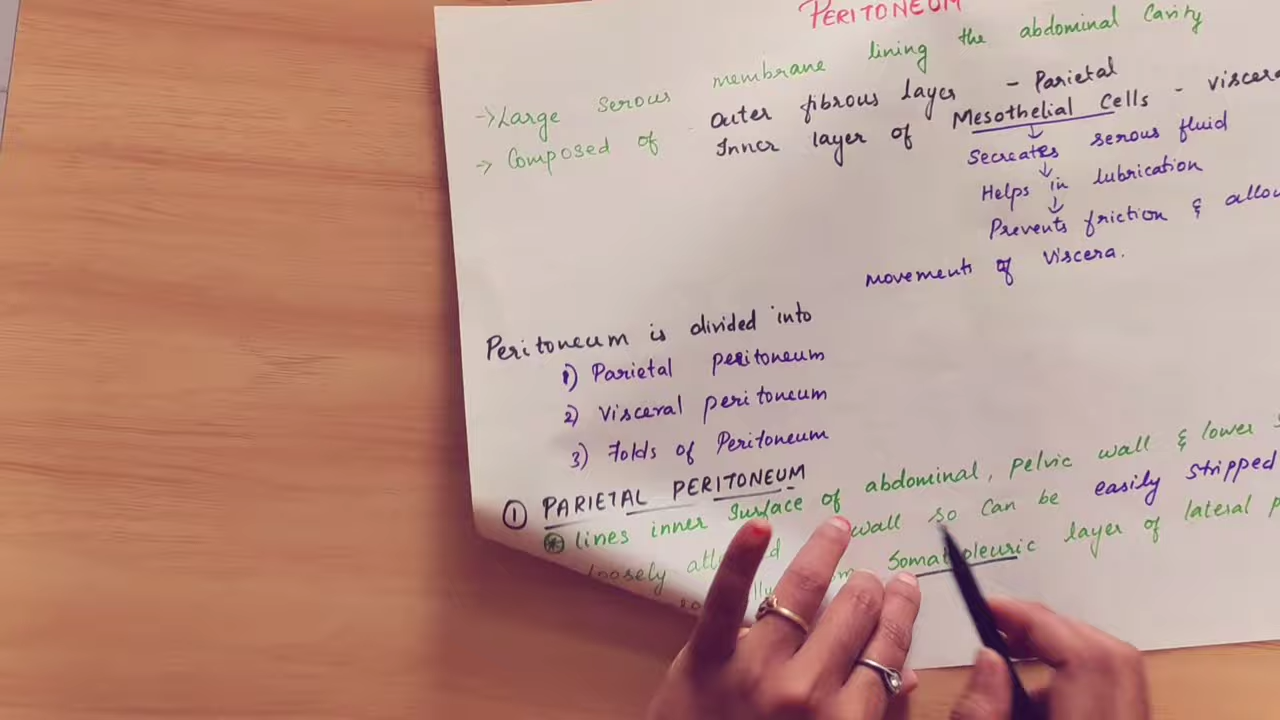 PERITONEUM
→ Large serous membrane lining the abdominal cavity
→ Composed of - Outer fibrous layer - Parietal
Inner layer of Mesothelial Cells -
↓
Secreates serous fluid
↓
Helps in lubrication
↓
Prevents friction &
movements of Viscera.
Peritoneum is divided into
1) Parietal peritoneum
2) Visceral peritoneum
3) Folds of Peritoneum
① PARIETAL PERITONEUM
lines inner surface of abdominal, pelvic wall & lower
loosely wall so can be easily stripped
layer of lateral